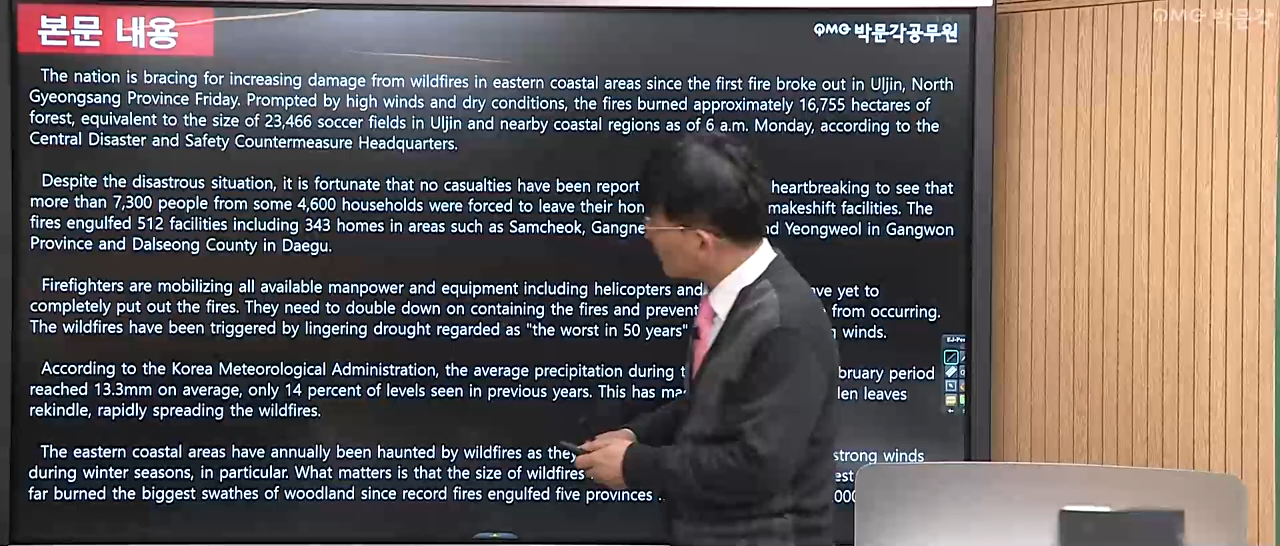 본문 내용
PMG 박문각공무원
PMG 박문각
The nation is bracing for increasing damage from wildfires in eastern coastal areas since the first fire broke out in Uljin, North
Gyeongsang Province Friday. Prompted by high winds and dry conditions, the fires burned approximately 16,755 hectares of
forest, equivalent to the size of 23,466 soccer fields in Uljin and nearby coastal regions as of 6 a.m. Monday, according to the
Central Disaster and Safety Countermeasure Headquarters.
Despite the disastrous situation, it is fortunate that no casualties have been report heartbreaking to see that
more than 7,300 people from some 4,600 households were forced to leave their makeshift facilities. The
fires engulfed 512 facilities including 343 homes in areas such as Samcheok, Yeongweol in Gangwon
Province and Dalseong County in Daegu.
Firefighters are mobilizing all available manpower and equipment including helicopters and yet to
completely put out the fires. They need to double down on containing the fires and prevent from occurring.
The wildfires have been triggered by lingering drought regarded as "the worst in 50 years" winds.
According to the Korea Meteorological Administration, the average precipitation during period
reached 13.3mm on average, only 14 percent of levels seen in previous years. This has leaves
rekindle, rapidly spreading the wildfires.
The eastern coastal areas have annually been haunted by wildfires as they strong winds
during winter seasons, in particular. What matters is that the size of wildfires
far burned the biggest swathes of woodland since record fires engulfed five provinces